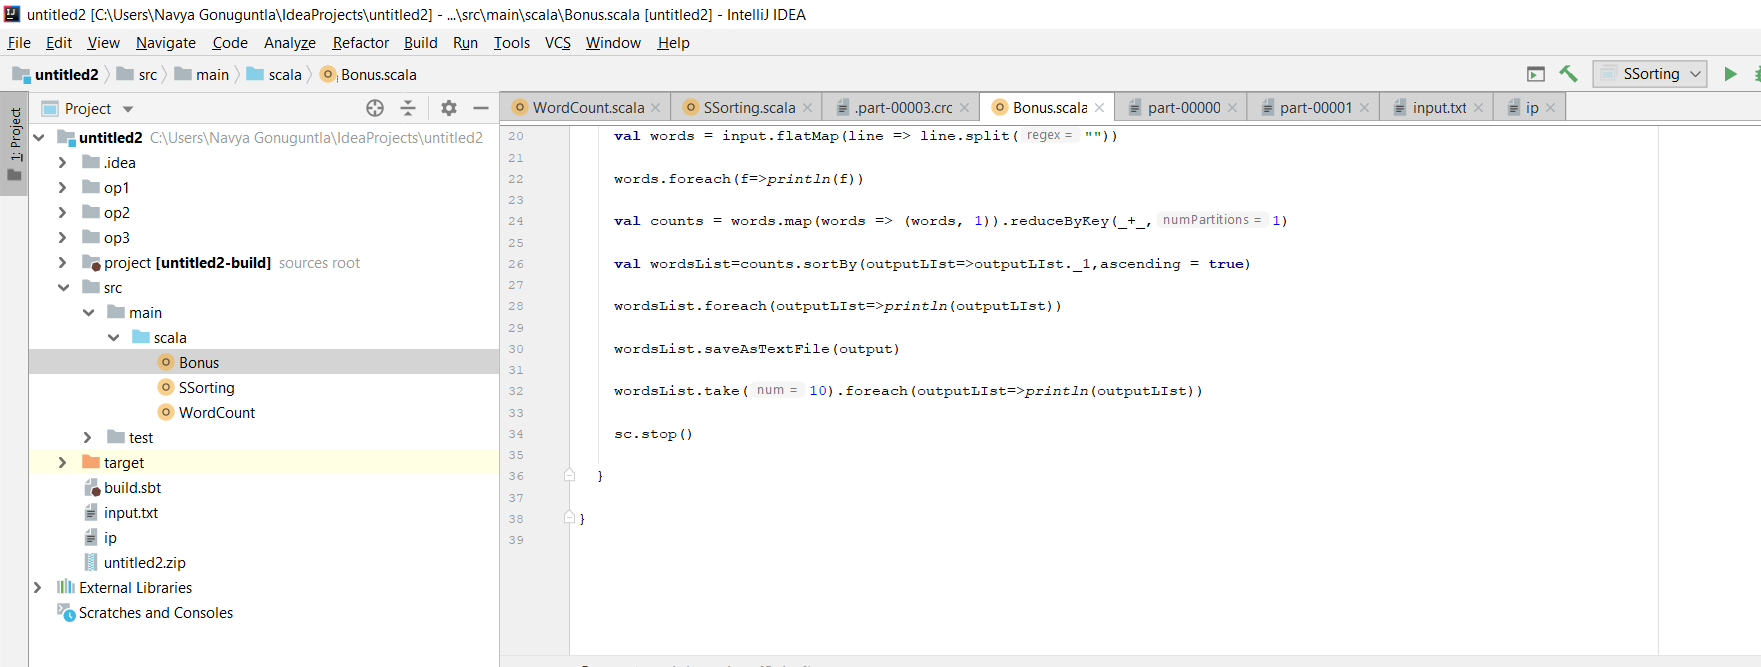 untitled2 [C:\Users\Navya Gonuguntla\IdeaProjects\untitled2] - ...\src\main\scala\Bonus.scala [untitled2] - IntelliJ IDEA
File Edit View Navigate Code Analyze Refactor Build Run Tools VCS Window Help
untitled2 src main scala Bonus.scala SSorting
1: Project
Project
untitled2 C:\Users\Navya Gonuguntla\IdeaProjects\untitled2
.idea
op1
op2
op3
project [untitled2-build] sources root
src
main
scala
Bonus
SSorting
WordCount
test
target
build.sbt
input.txt
ip
untitled2.zip
External Libraries
Scratches and Consoles
WordCount.scala SSorting.scala .part-00003.crc Bonus.scala part-00000 part-00001 input.txt ip
20 val words = input.flatMap(line => line.split( regex = ""))
21
22 words.foreach(f=>println(f))
23
24 val counts = words.map(words => (words, 1)).reduceByKey(_+_, numPartitions = 1)
25
26 val wordsList=counts.sortBy(outputLIst=>outputLIst._1,ascending = true)
27
28 wordsList.foreach(outputLIst=>println(outputLIst))
29
30 wordsList.saveAsTextFile(output)
31
32 wordsList.take( num = 10).foreach(outputLIst=>println(outputLIst))
33
34 sc.stop()
35
36 }
37
38 }
39